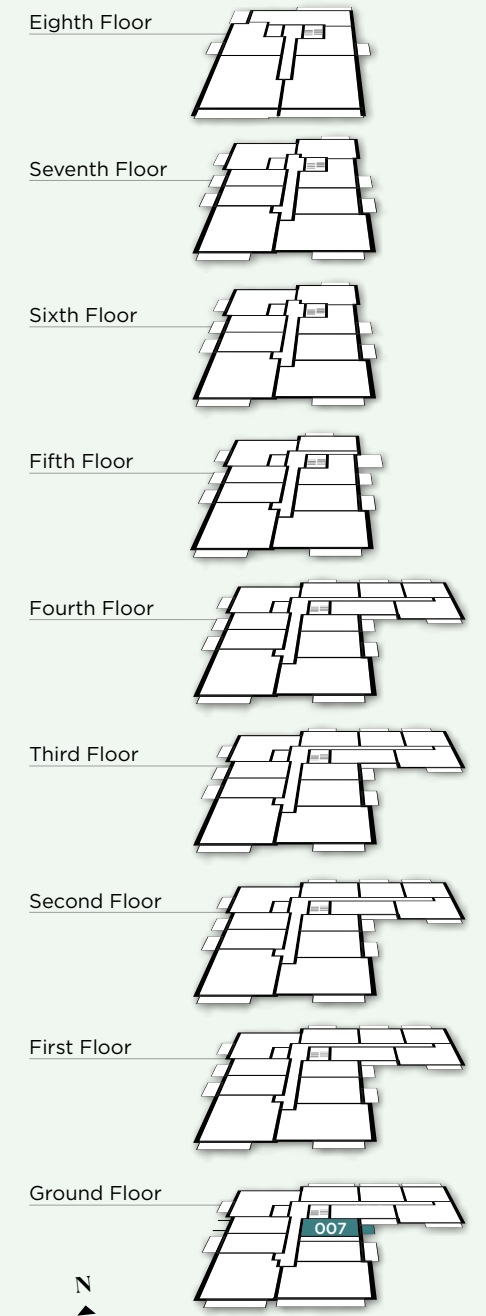 Eighth Floor
Seventh Floor
Sixth Floor
Fifth Floor
Fourth Floor
Third Floor
Second Floor
First Floor
Ground Floor
007
N